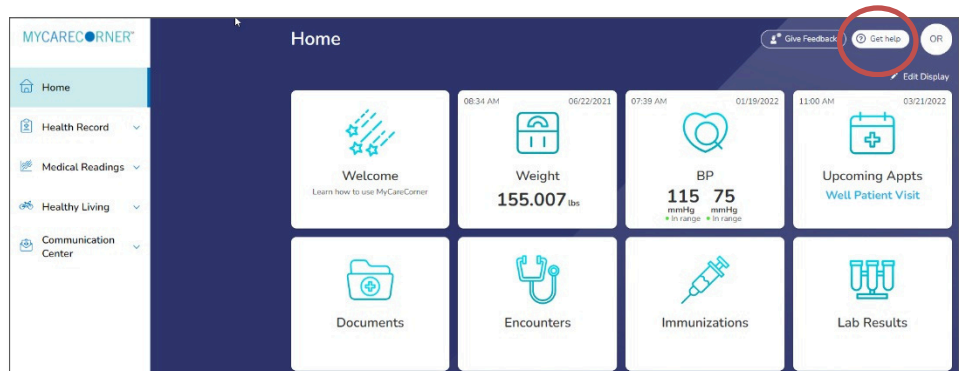 MYCARECORNER™
Home
Give Feedback
Get help
OR
Edit Display
Home
Health Record
Medical Readings
Healthy Living
Communication
Center
Welcome
Learn how to use MyCareCorner
08:34 AM 06/22/2021
Weight
155.007 lbs
07:39 AM 01/19/2022
BP
115 75
mmHg mmHg
In range In range
11:00 AM 03/21/2022
Upcoming Appts
Well Patient Visit
Documents
Encounters
Immunizations
Lab Results